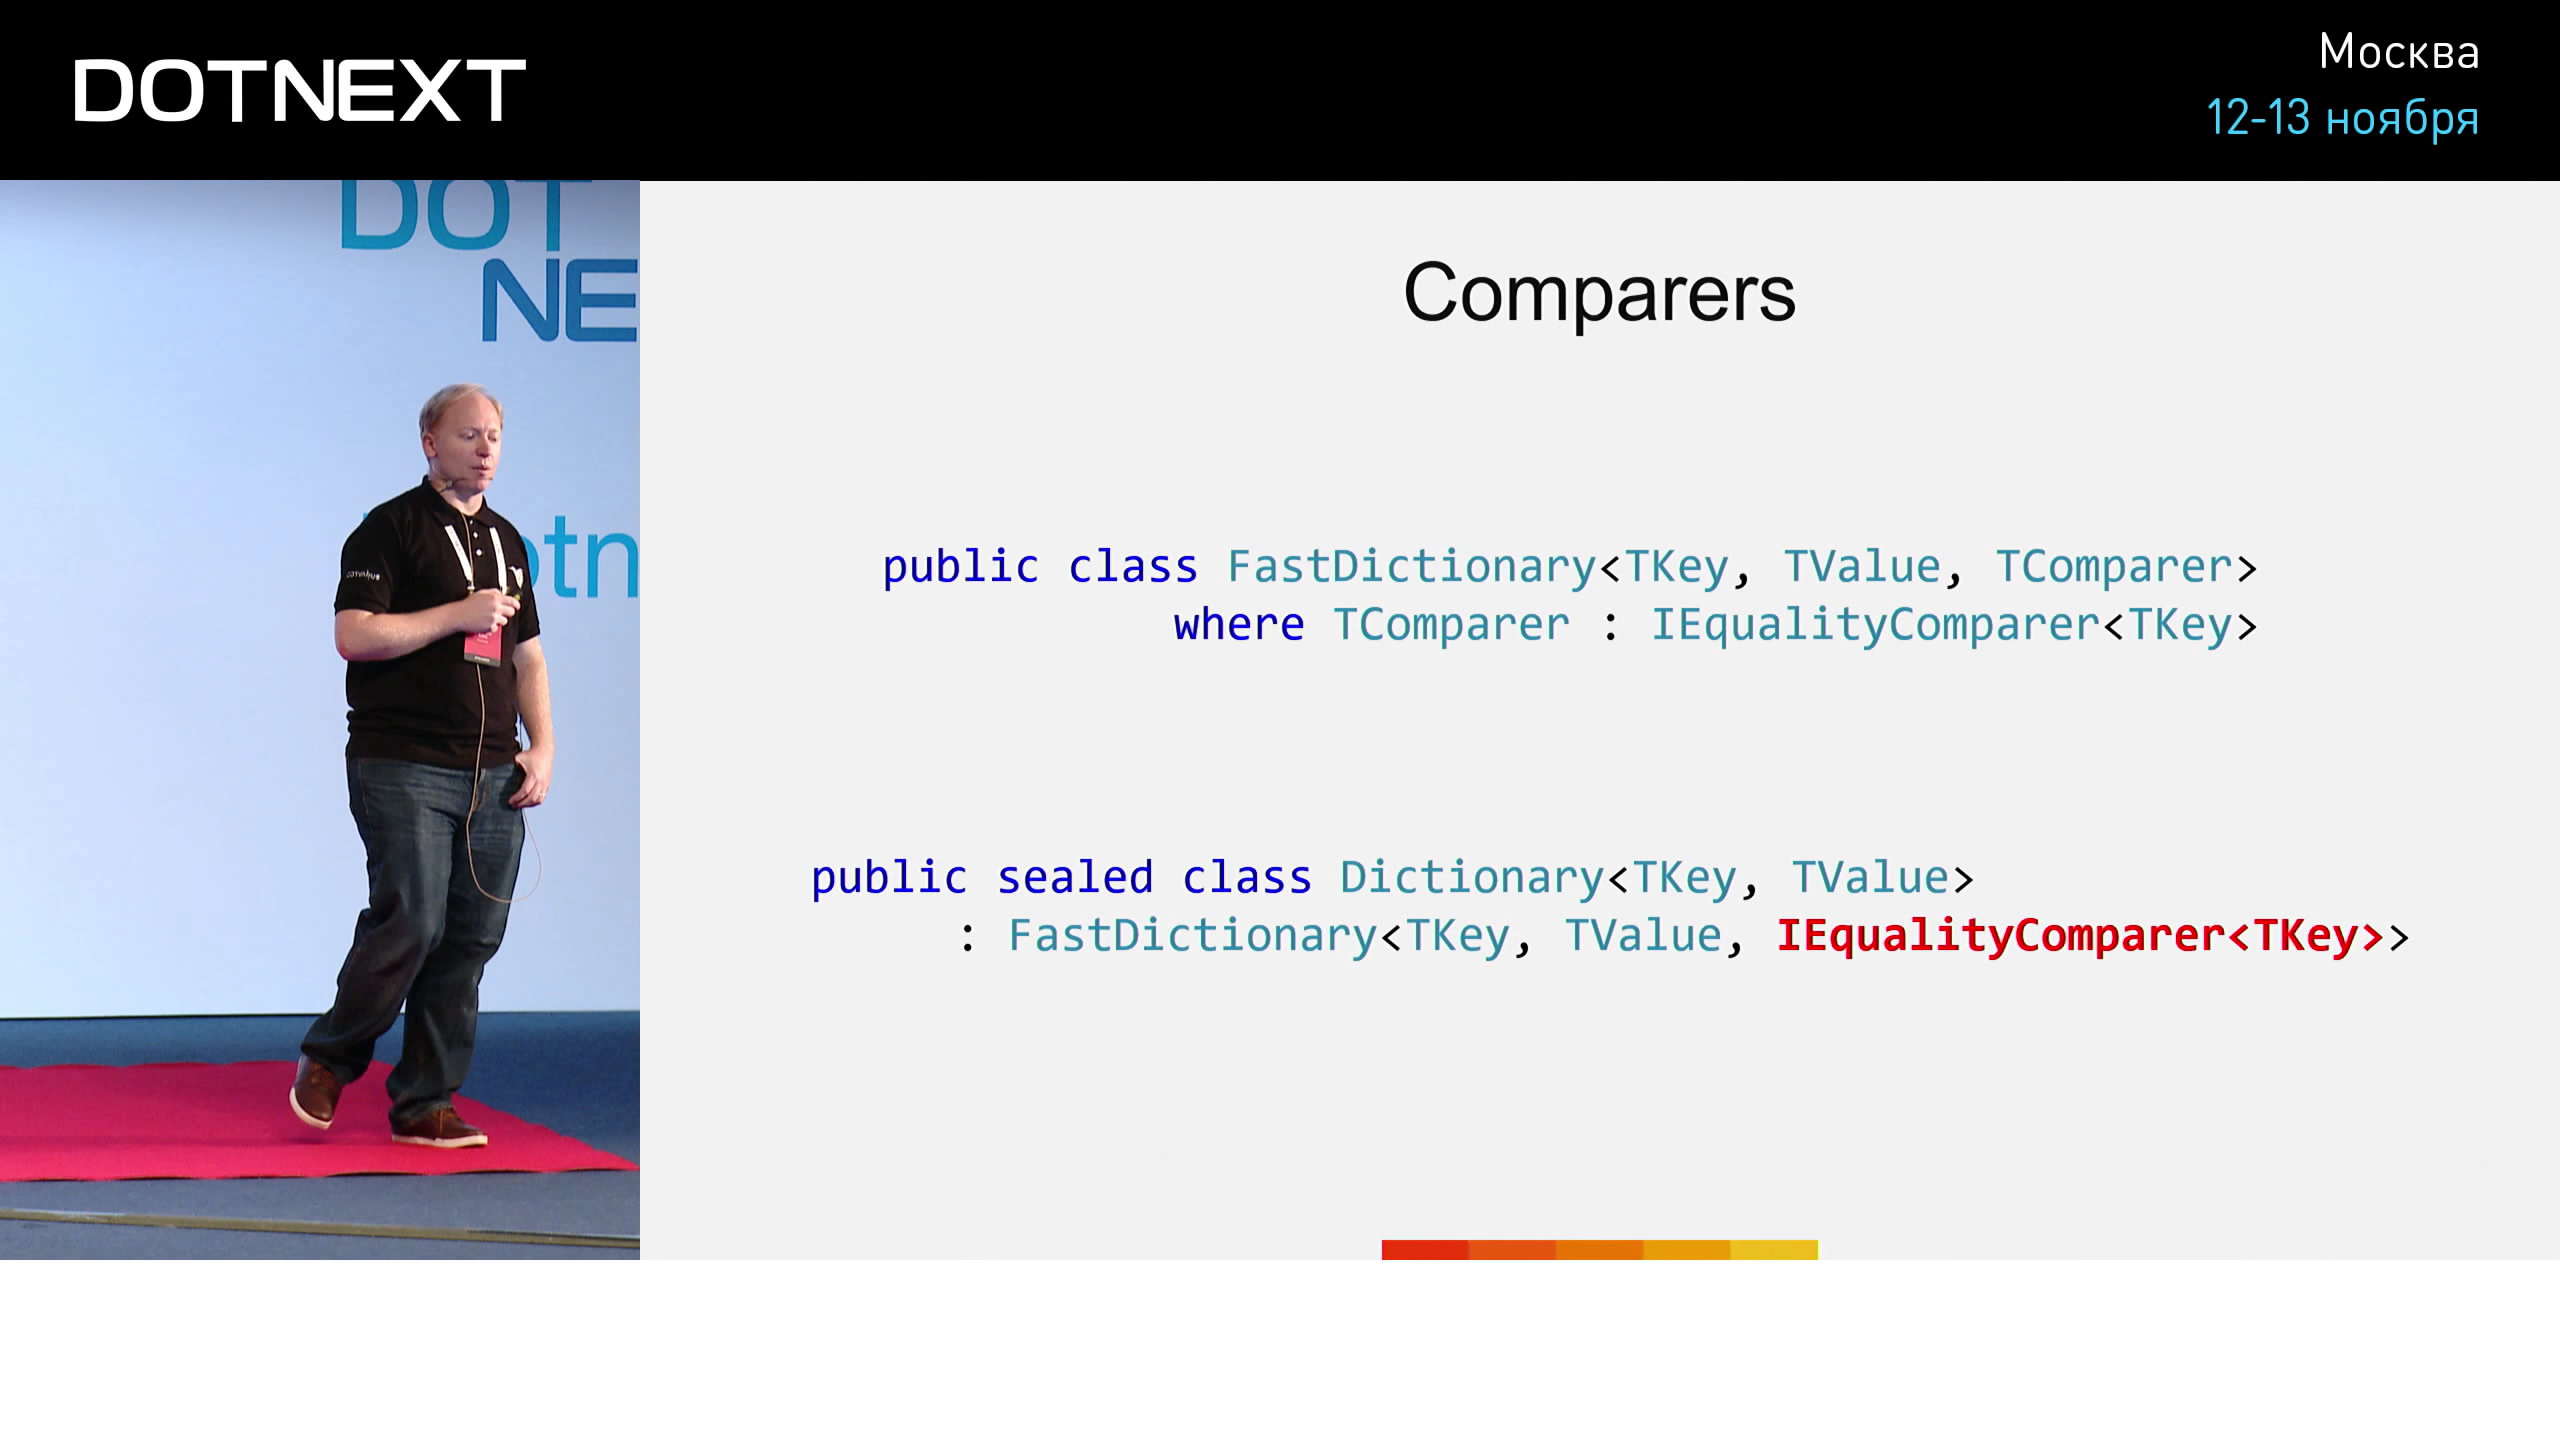 DOTNEXT
Москва
12-13 ноября
DOT
NE
otn
Comparers
public class FastDictionary<TKey, TValue, TComparer>
where TComparer : IEqualityComparer<TKey>
public sealed class Dictionary<TKey, TValue>
: FastDictionary<TKey, TValue, IEqualityComparer<TKey>>